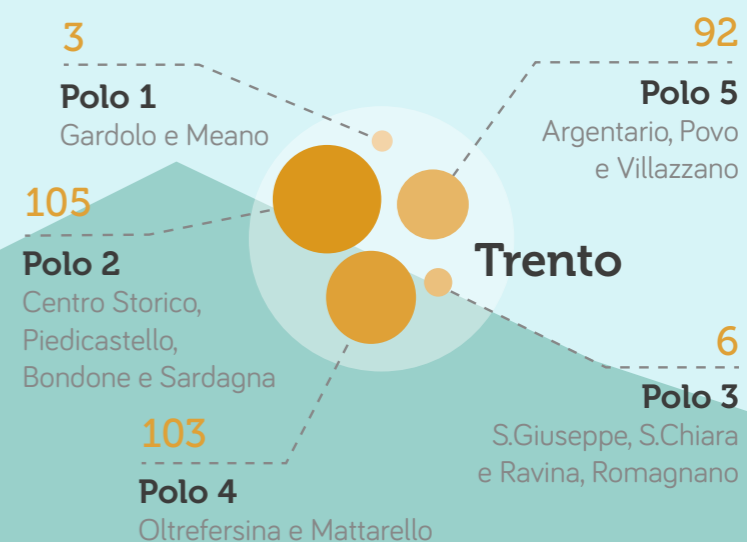 3
Polo 1
Gardolo e Meano
92
Polo 5
Argentario, Povo
e Villazzano
105
Polo 2
Centro Storico,
Piedicastello,
Bondone e Sardagna
Trento
6
Polo 3
S.Giuseppe, S.Chiara
e Ravina, Romagnano
103
Polo 4
Oltrefersina e Mattarello